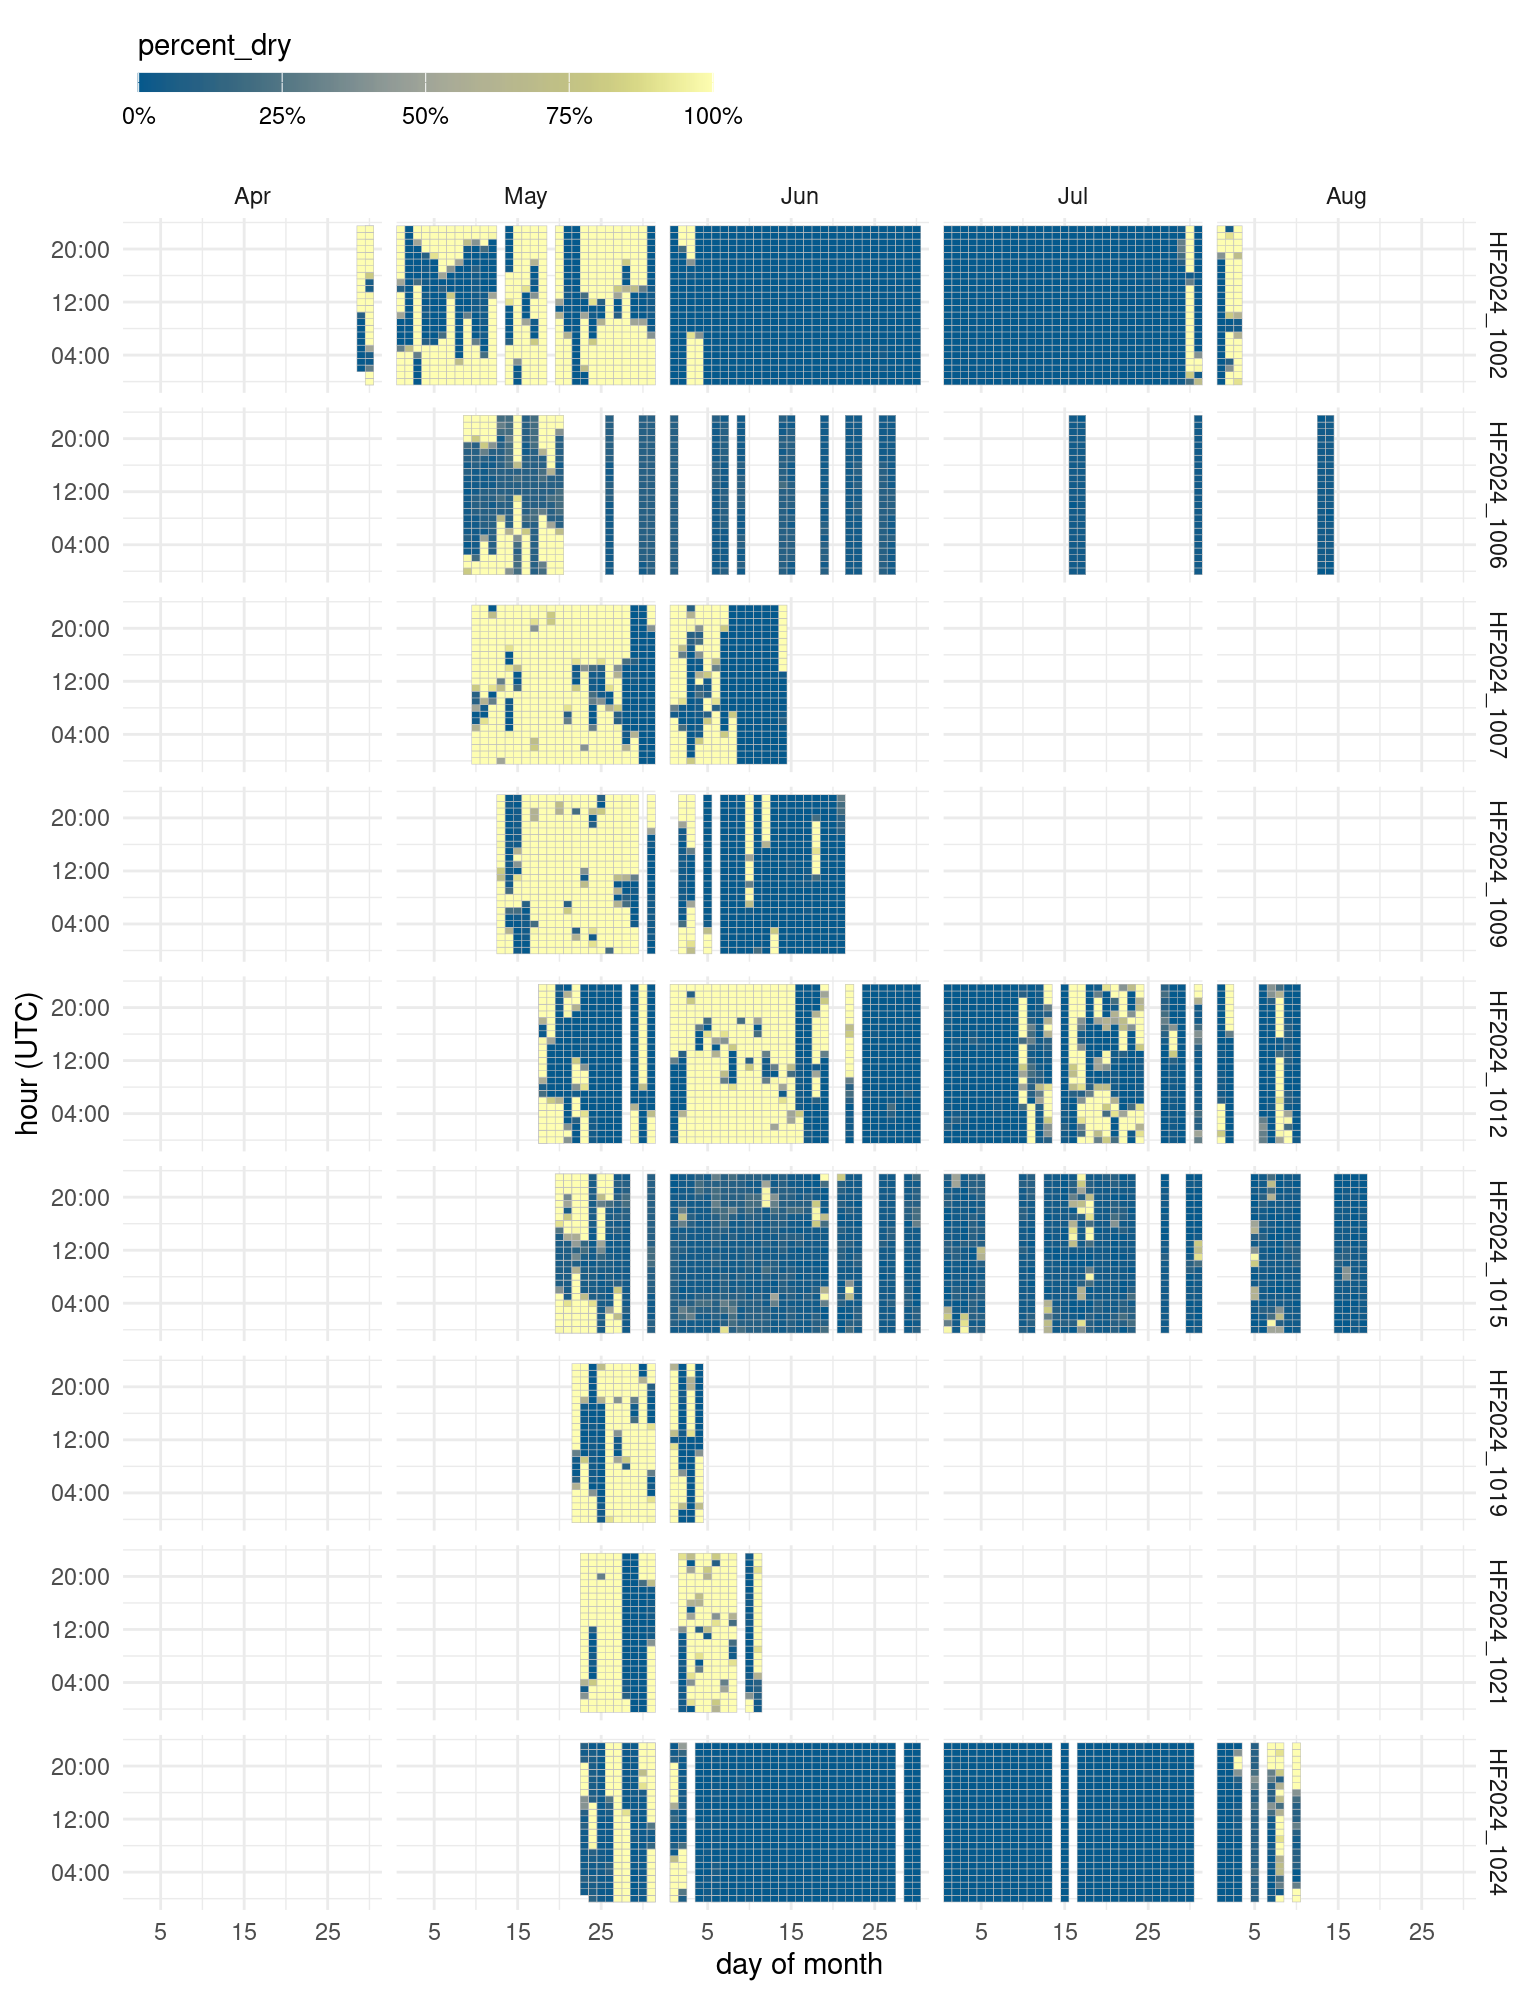 percent_dry
0% 25% 50% 75% 100%
Apr May Jun Jul Aug
20:00
12:00
04:00
HF2024_1002
20:00
12:00
04:00
HF2024_1006
20:00
12:00
04:00
HF2024_1007
20:00
12:00
04:00
HF2024_1009
hour (UTC)
20:00
12:00
04:00
HF2024_1012
20:00
12:00
04:00
HF2024_1015
20:00
12:00
04:00
HF2024_1019
20:00
12:00
04:00
HF2024_1021
20:00
12:00
04:00
HF2024_1024
5 15 25 5 15 25 5 15 25 5 15 25 5 15 25
day of month